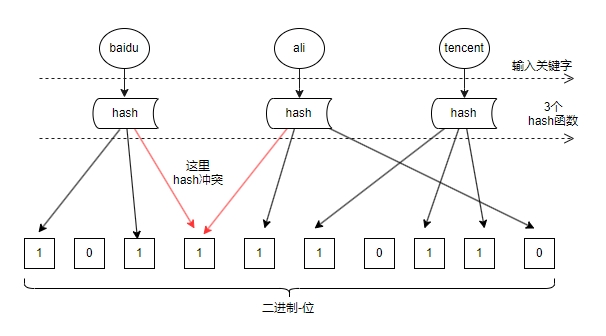 baidu ali tencent
输入关键字
hash hash hash
3个
hash函数
这里
hash冲突
1 0 1 1 1 1 0 1 1 0
二进制-位